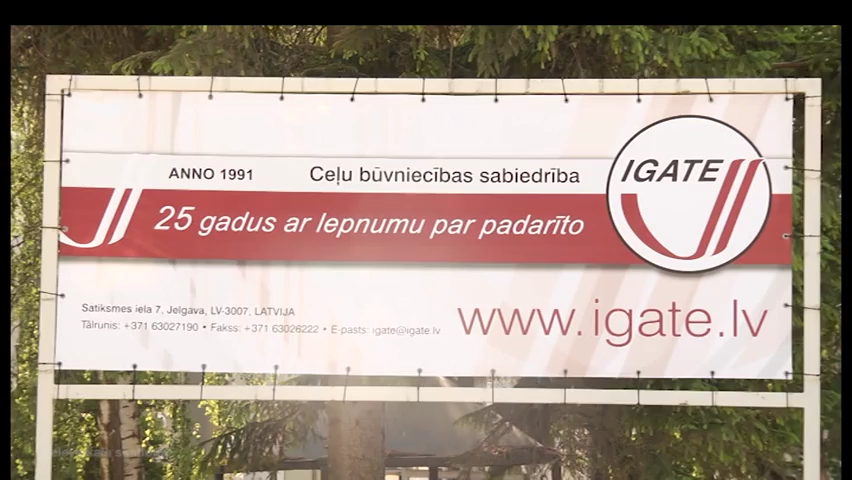 ANNO 1991 Ceļu būvniecības sabiedrība
IGATE
25 gadus ar lepnumu par padarīto
Satiksmes iela 7, Jelgava, LV-3007, LATVIJA
Tālrunis: +371 63027190 • Fakss: +371 63026222 • E-pasts: igate@igate.lv
www.igate.lv